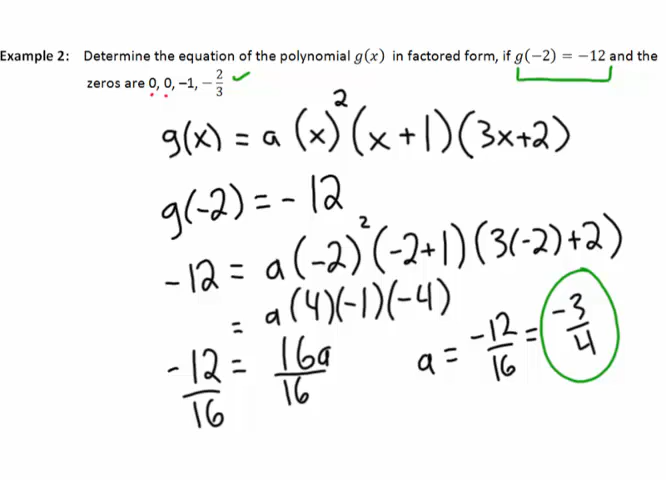 Example 2: Determine the equation of the polynomial g(x) in factored form, if g(−2) = −12 and the
zeros are 0, 0, −1, −2/3
g(x) = a (x)² (x + 1) (3x+2)
g(-2) = - 12
-12 = a (-2)² (-2+1) (3(-2)+2)
= a (4)(-1)(-4)
-12/16 = 16a/16 a = -12/16 = -3/4